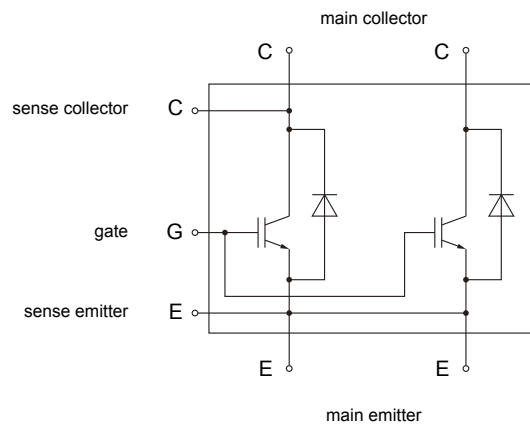 main collector
C C
sense collector C
gate G
sense emitter E
E E
main emitter